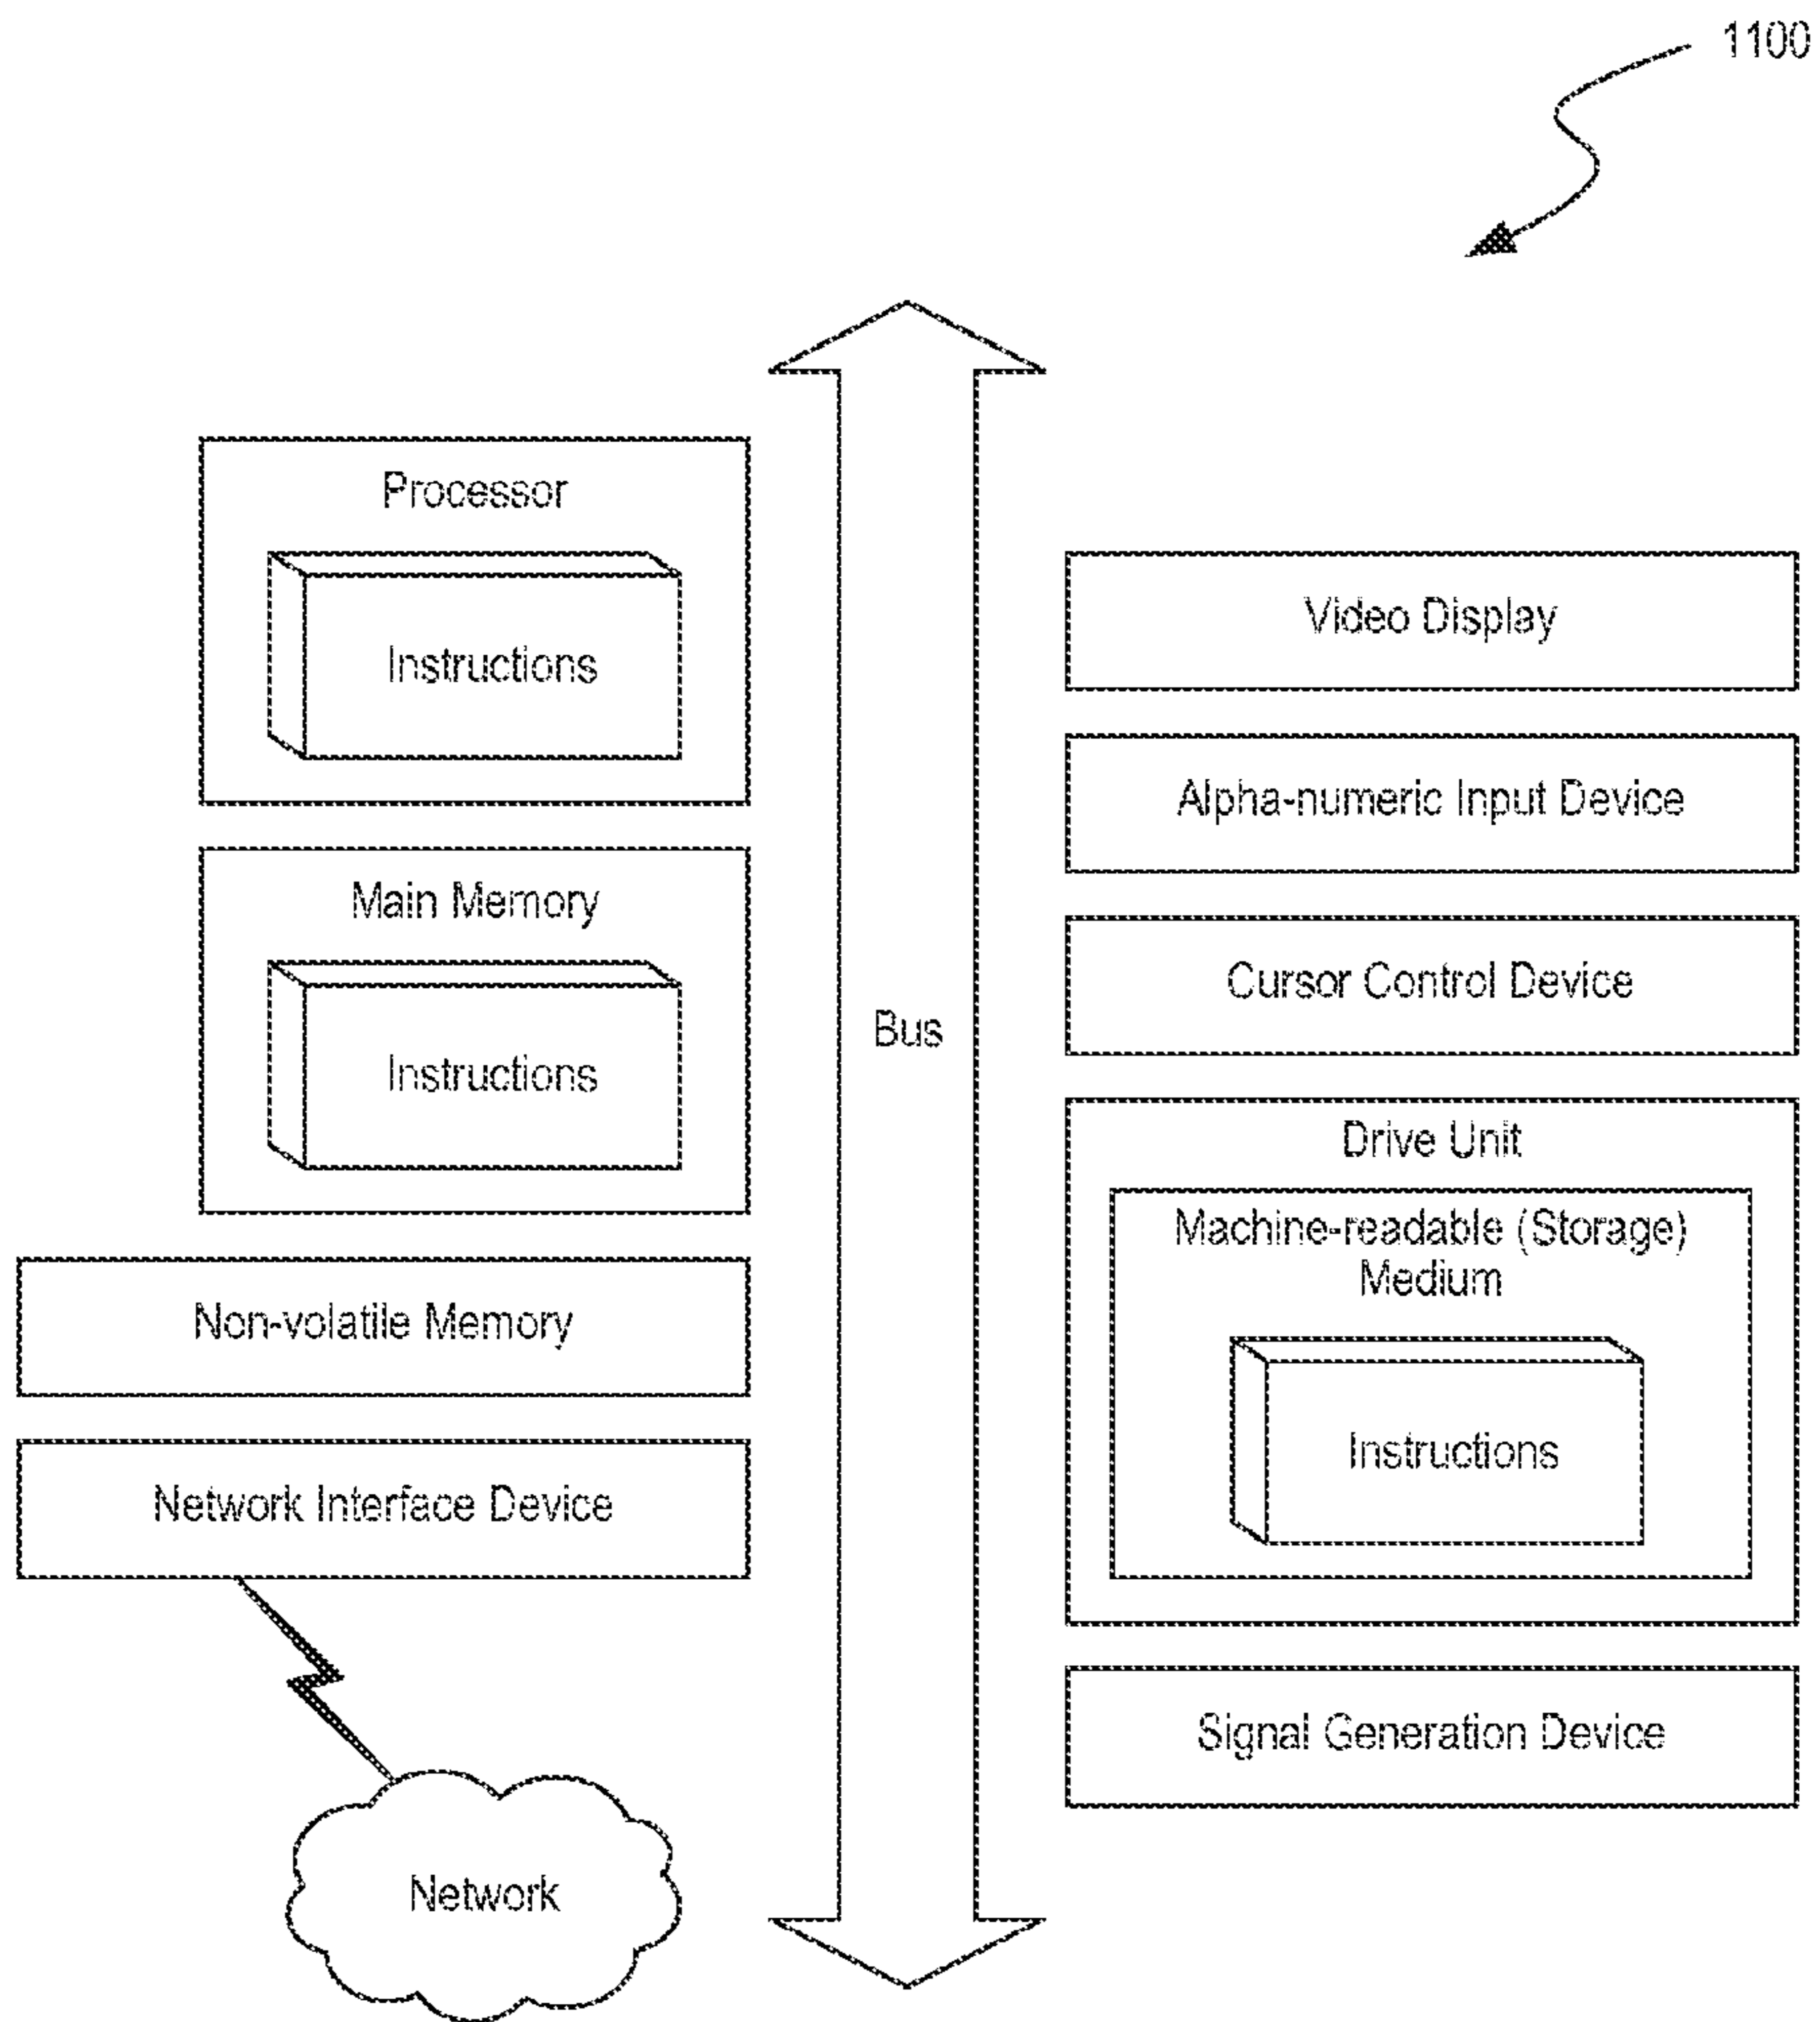 1100
Processor
Instructions
Main Memory
Instructions
Non-volatile Memory
Network Interface Device
Network
Bus
Video Display
Alpha-numeric Input Device
Cursor Control Device
Drive Unit
Machine-readable (Storage)
Medium
Instructions
Signal Generation Device